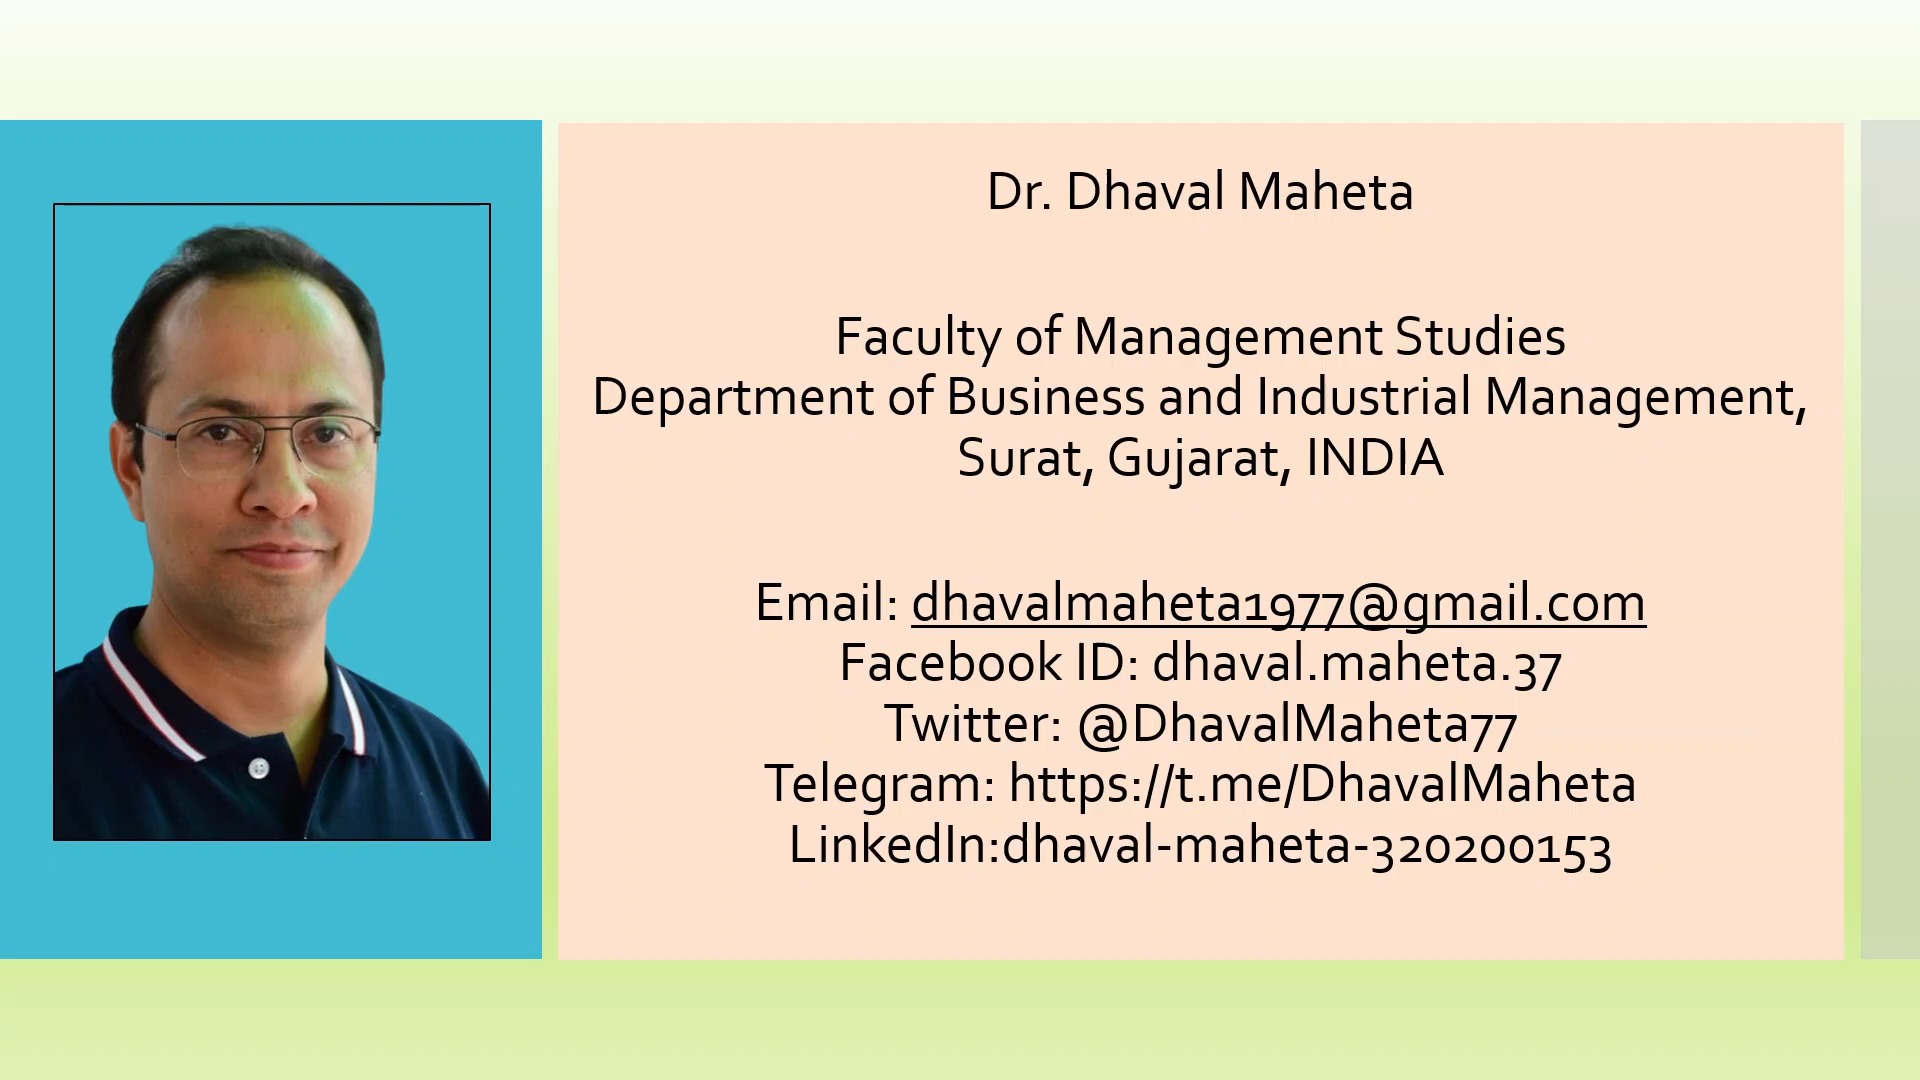 Dr. Dhaval Maheta
Faculty of Management Studies
Department of Business and Industrial Management,
Surat, Gujarat, INDIA
Email: dhavalmaheta1977@gmail.com
Facebook ID: dhaval.maheta.37
Twitter: @DhavalMaheta77
Telegram: https://t.me/DhavalMaheta
LinkedIn:dhaval-maheta-320200153